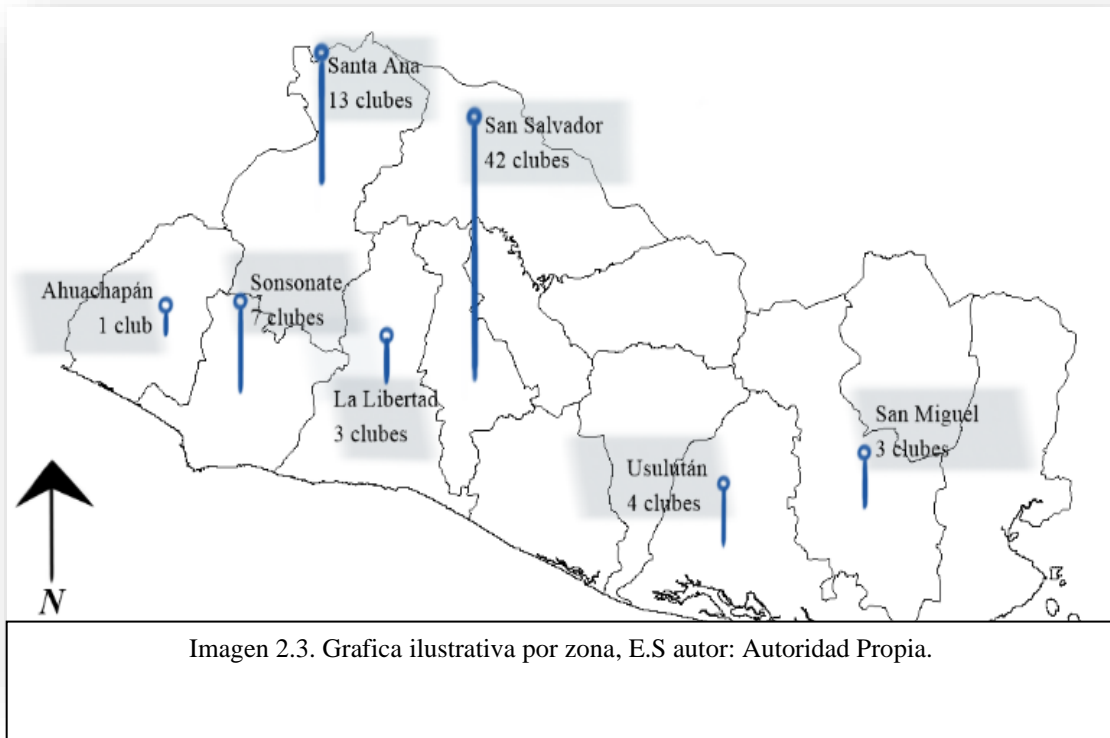 Santa Ana
13 clubes
San Salvador
42 clubes
Ahuachapán
1 club
Sonsonate
7 clubes
La Libertad
3 clubes
San Miguel
3 clubes
Usulután
4 clubes
N
Imagen 2.3. Grafica ilustrativa por zona, E.S autor: Autoridad Propia.